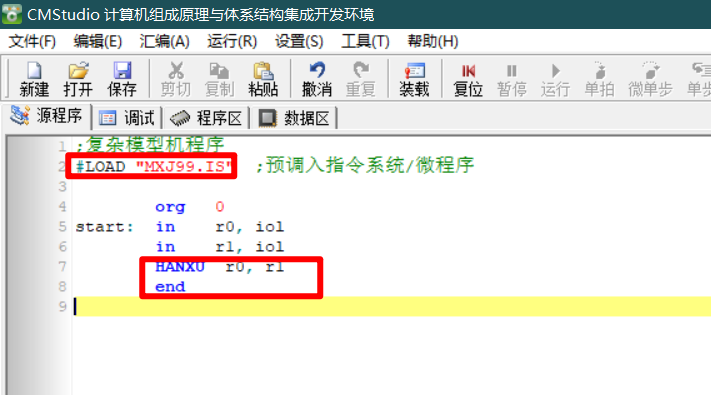 CMStudio 计算机组成原理与体系结构集成开发环境
文件(F) 编辑(E) 汇编(A) 运行(R) 设置(S) 工具(T) 帮助(H)
新建 打开 保存 剪切 复制 粘贴 撤消 重复 装载 复位 暂停 运行 单拍 微单步 单步
源程序 调试 程序区 数据区
1 ;复杂模型机程序
2 #LOAD "MXJ99.IS" ;预调入指令系统/微程序
3
4 org 0
5 start: in r0, io1
6 in r1, io1
7 HANXU r0, r1
8 end
9